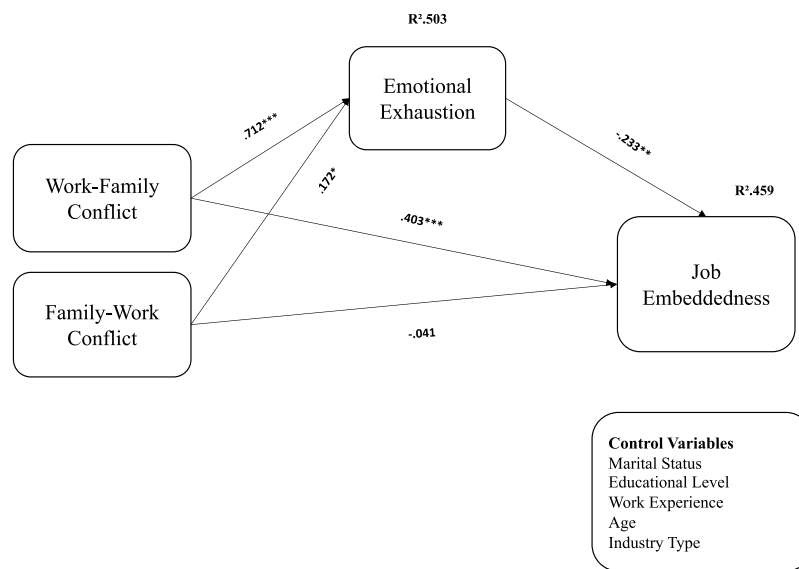 R².503
Emotional
Exhaustion
.712***
-.233**
Work-Family
Conflict
.172*
R².459
.403***
Job
Embeddedness
Family-Work
Conflict
-.041
Control Variables
Marital Status
Educational Level
Work Experience
Age
Industry Type